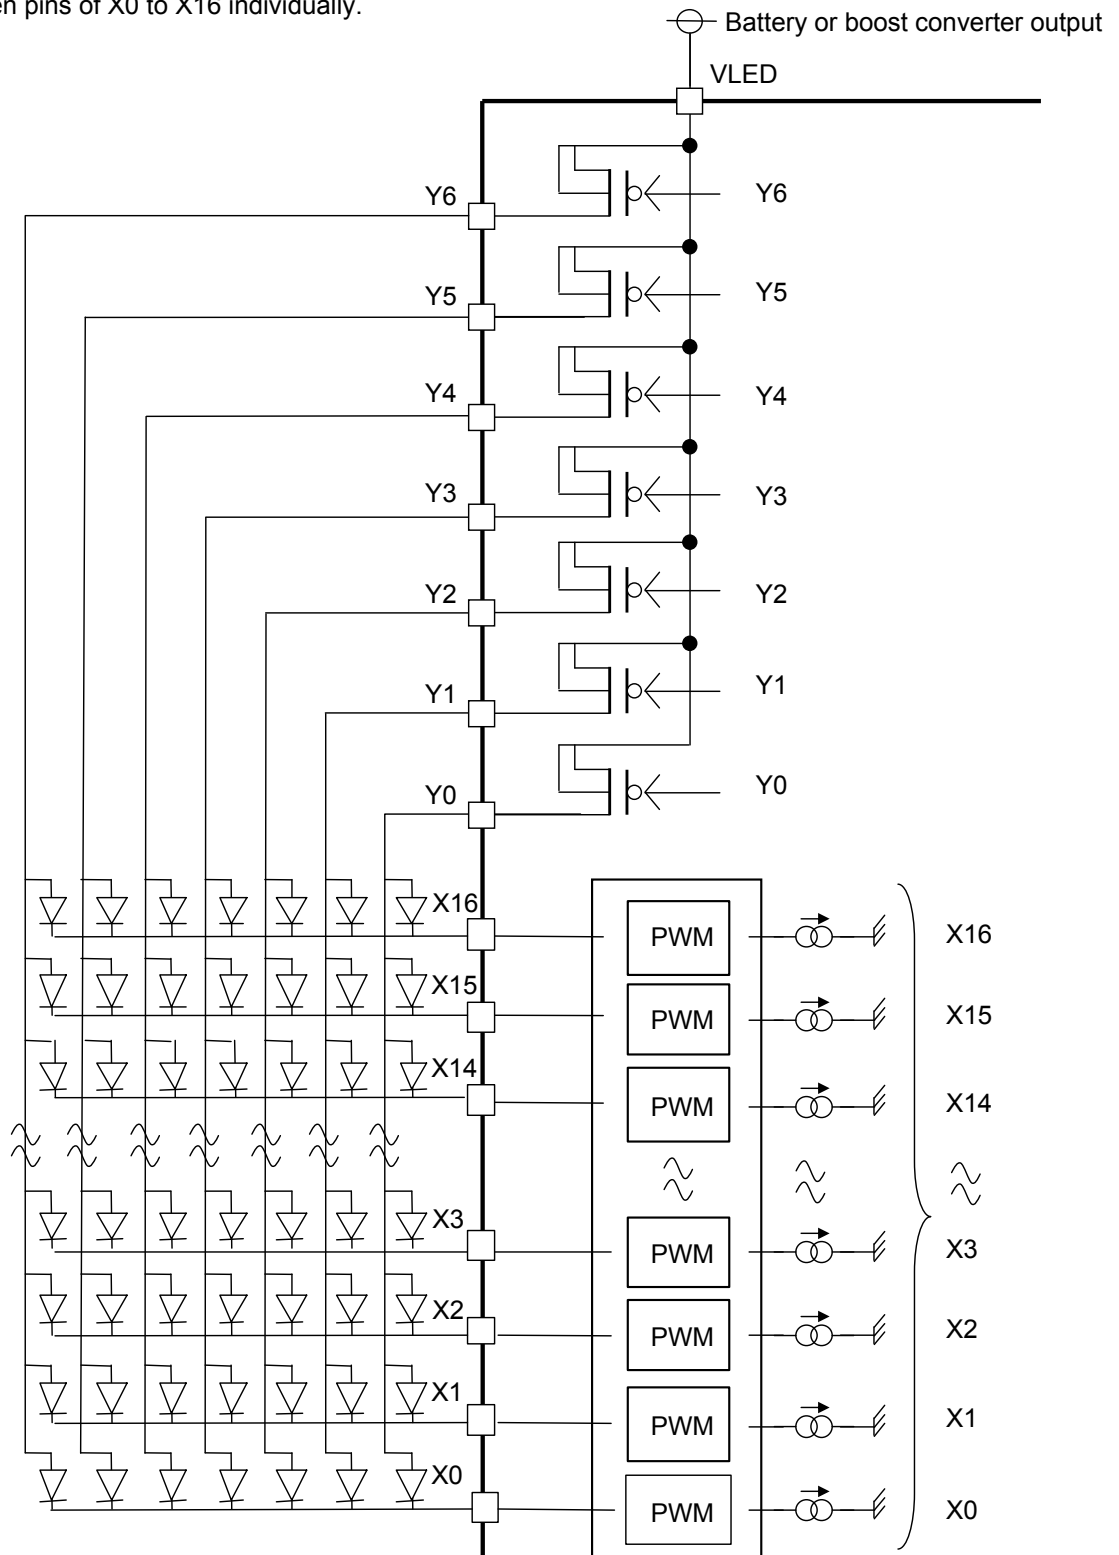 en pins of X0 to X16 individually.
Battery or boost converter output
VLED
Y6 Y6
Y5 Y5
Y4 Y4
Y3 Y3
Y2 Y2
Y1 Y1
Y0 Y0
X16 PWM X16
X15 PWM X15
X14 PWM X14
X3 PWM X3
X2 PWM X2
X1 PWM X1
X0 PWM X0